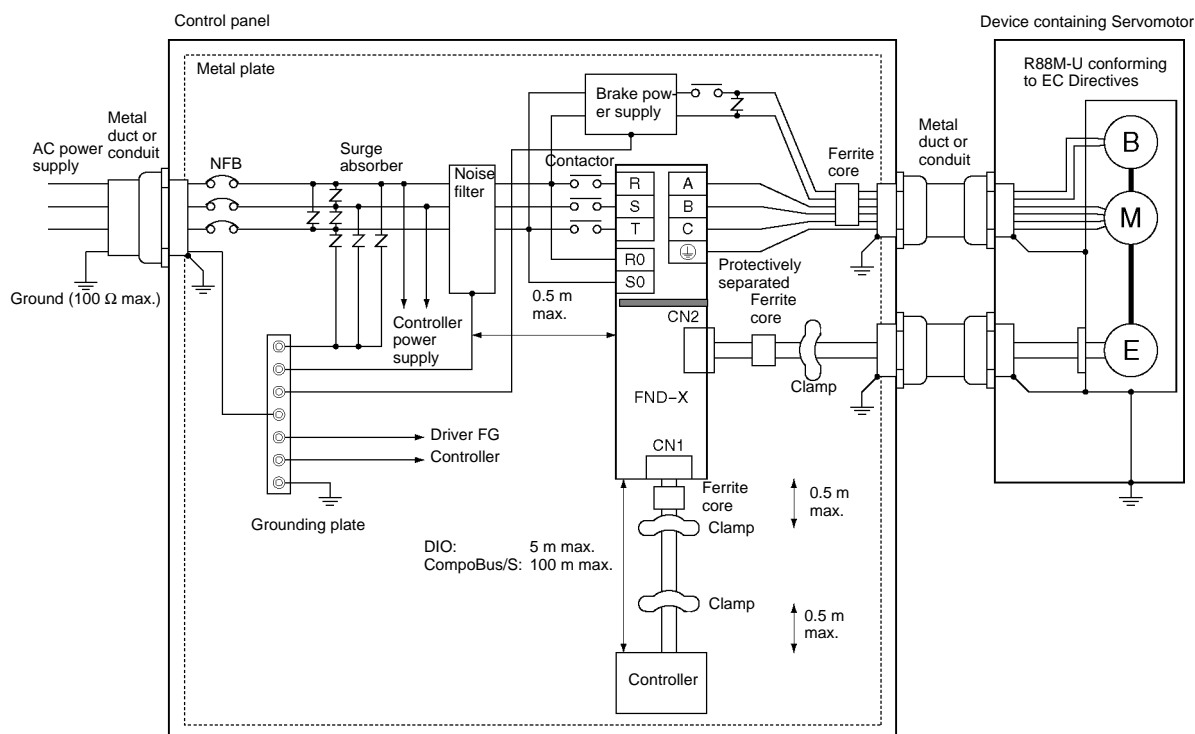 Control panel
Device containing Servomotor
Metal plate
R88M-U conforming
to EC Directives
Brake pow-
er supply
Metal
duct or
conduit
AC power
supply
NFB
Surge
absorber
Noise
filter
Contactor
Ferrite
core
Metal
duct or
conduit
B
M
E
R
S
T
R0
S0
A
B
C
Protectively
separated
Ground (100 Ω max.)
0.5 m
max.
Controller
power
supply
Ferrite
core
CN2
Clamp
FND-X
Driver FG
Controller
CN1
Grounding plate
Ferrite
core
0.5 m
max.
Clamp
DIO: 5 m max.
CompoBus/S: 100 m max.
Clamp
0.5 m
max.
Controller